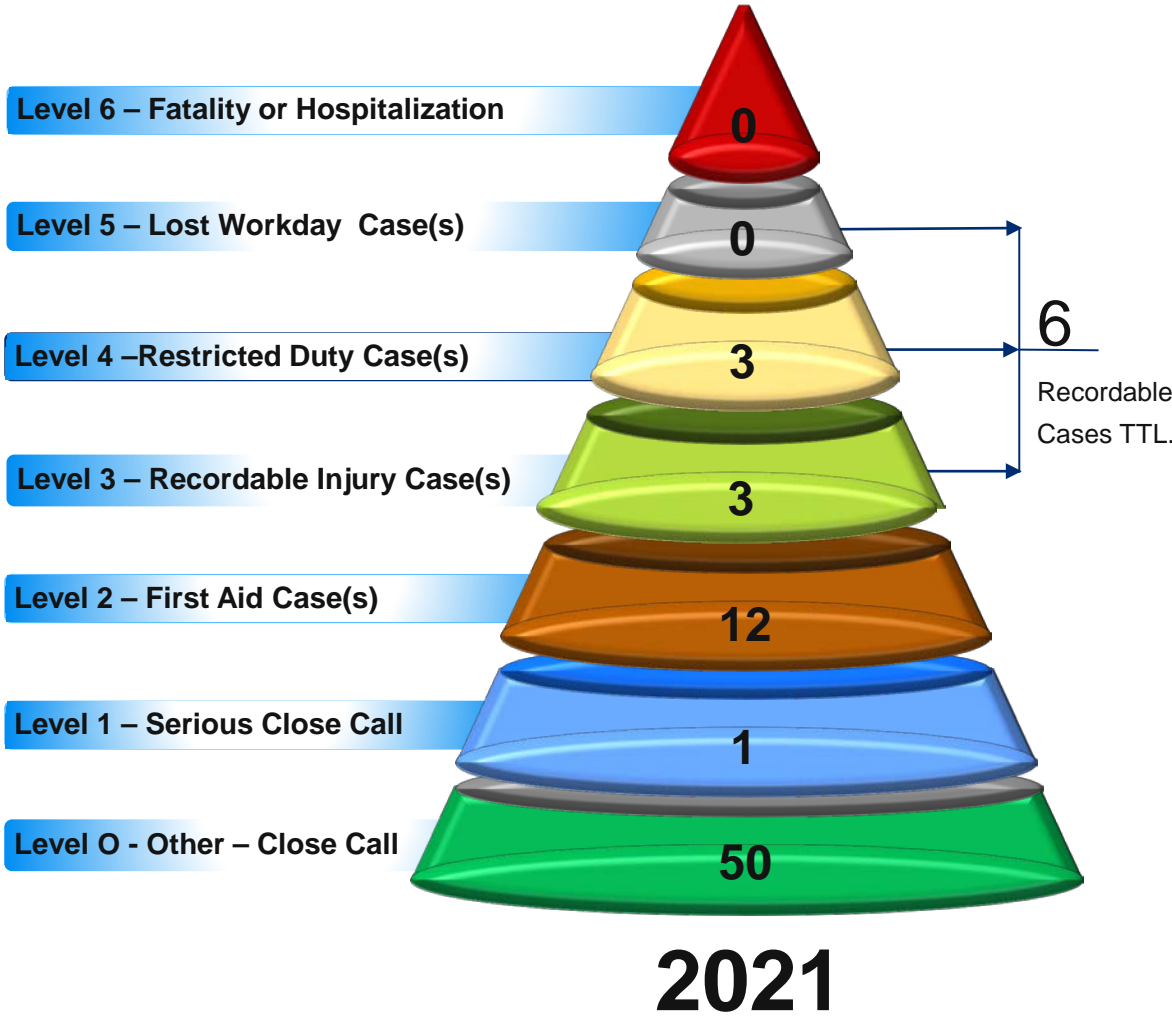 Level 6 – Fatality or Hospitalization
0
Level 5 – Lost Workday Case(s)
0
Level 4 –Restricted Duty Case(s)
3
6
Recordable
Cases TTL.
Level 3 – Recordable Injury Case(s)
3
Level 2 – First Aid Case(s)
12
Level 1 – Serious Close Call
1
Level O - Other – Close Call
50
2021